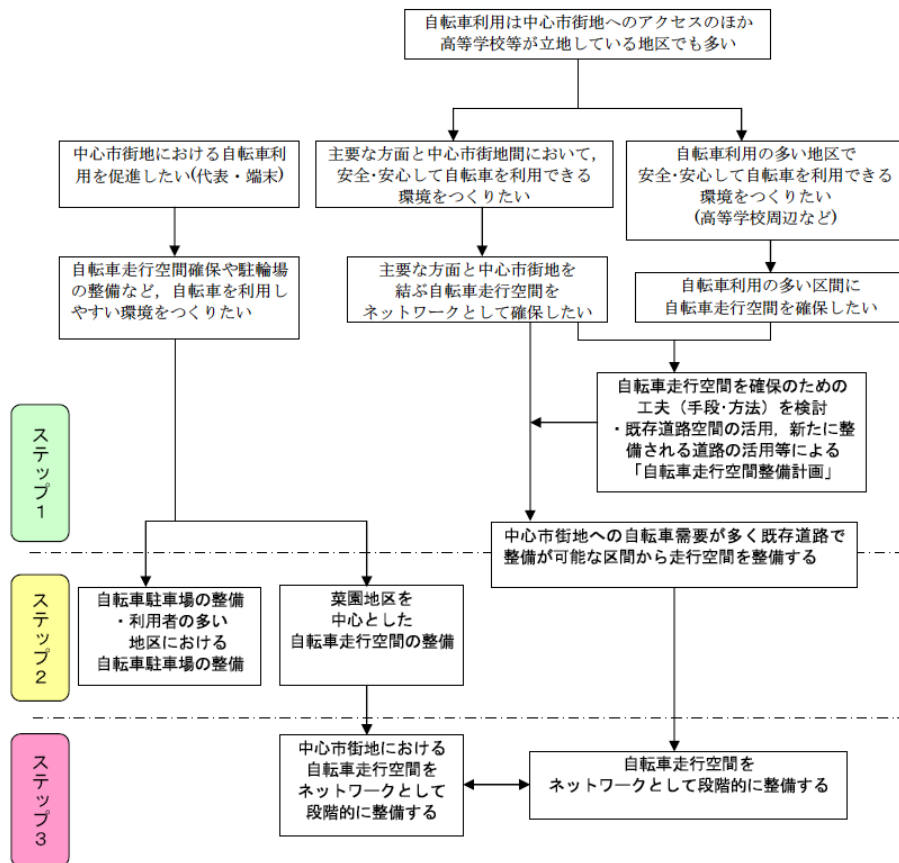 自転車利用は中心市街地へのアクセスのほか
高等学校等が立地している地区でも多い
中心市街地における自転車利
用を促進したい(代表・端末)
主要な方面と中心市街地間において，
安全･安心して自転車を利用できる
環境をつくりたい
自転車利用の多い地区で
安全･安心して自転車を利用できる
環境をつくりたい
(高等学校周辺など)
自転車走行空間確保や駐輪場
の整備など，自転車を利用し
やすい環境をつくりたい
主要な方面と中心市街地を
結ぶ自転車走行空間を
ネットワークとして確保したい
自転車利用の多い区間に
自転車走行空間を確保したい
自転車走行空間を確保のための
工夫（手段･方法）を検討
・既存道路空間の活用，新たに整
備される道路の活用等による
「自転車走行空間整備計画」
ステップ1
中心市街地への自転車需要が多く既存道路で
整備が可能な区間から走行空間を整備する
ステップ2
自転車駐車場の整備
・利用者の多い
地区における
自転車駐車場の整備
菜園地区を
中心とした
自転車走行空間の整備
ステップ3
中心市街地における
自転車走行空間を
ネットワークとして
段階的に整備する
自転車走行空間を
ネットワークとして段階的に整備する